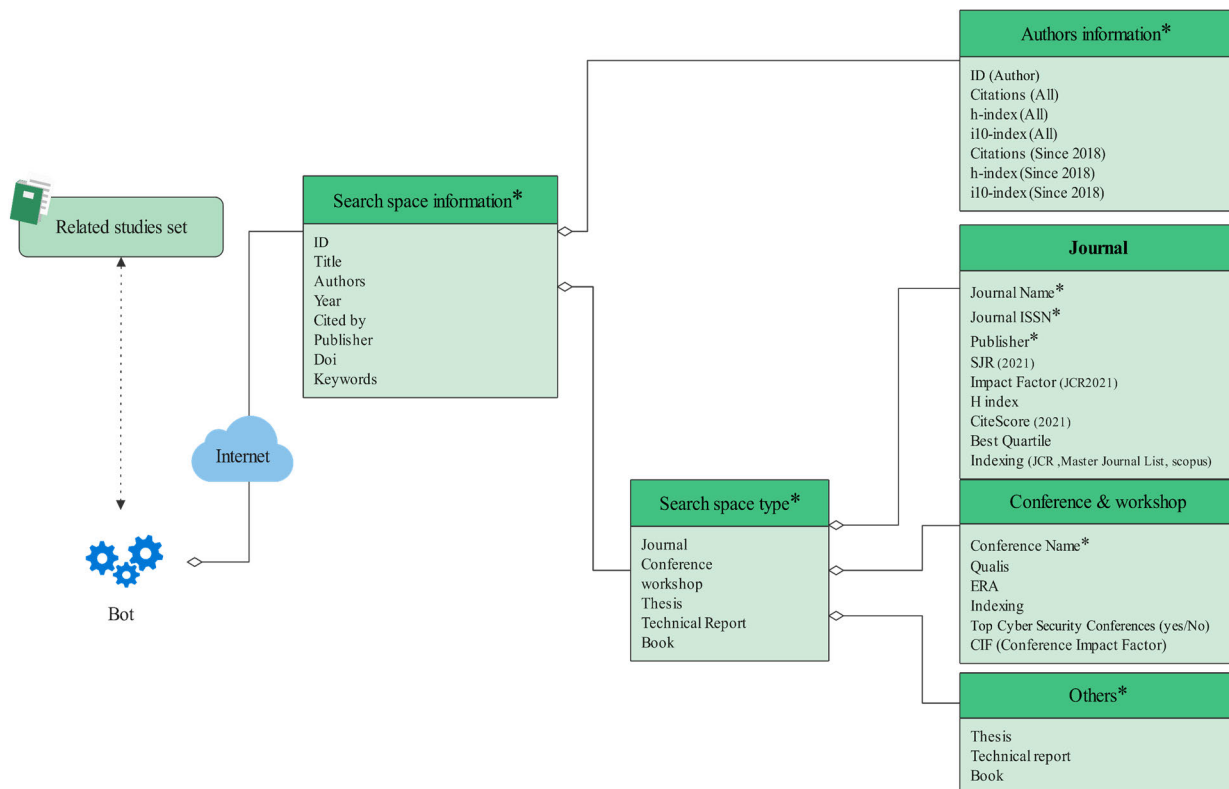 Related studies set
Bot
Internet
Search space information*
ID
Title
Authors
Year
Cited by
Publisher
Doi
Keywords
Search space type*
Journal
Conference
workshop
Thesis
Technical Report
Book
Authors information*
ID (Author)
Citations (All)
h-index (All)
i10-index (All)
Citations (Since 2018)
h-index (Since 2018)
i10-index (Since 2018)
Journal
Journal Name*
Journal ISSN*
Publisher*
SJR (2021)
Impact Factor (JCR2021)
H index
CiteScore (2021)
Best Quartile
Indexing (JCR ,Master Journal List, scopus)
Conference & workshop
Conference Name*
Qualis
ERA
Indexing
Top Cyber Security Conferences (yes/No)
CIF (Conference Impact Factor)
Others*
Thesis
Technical report
Book